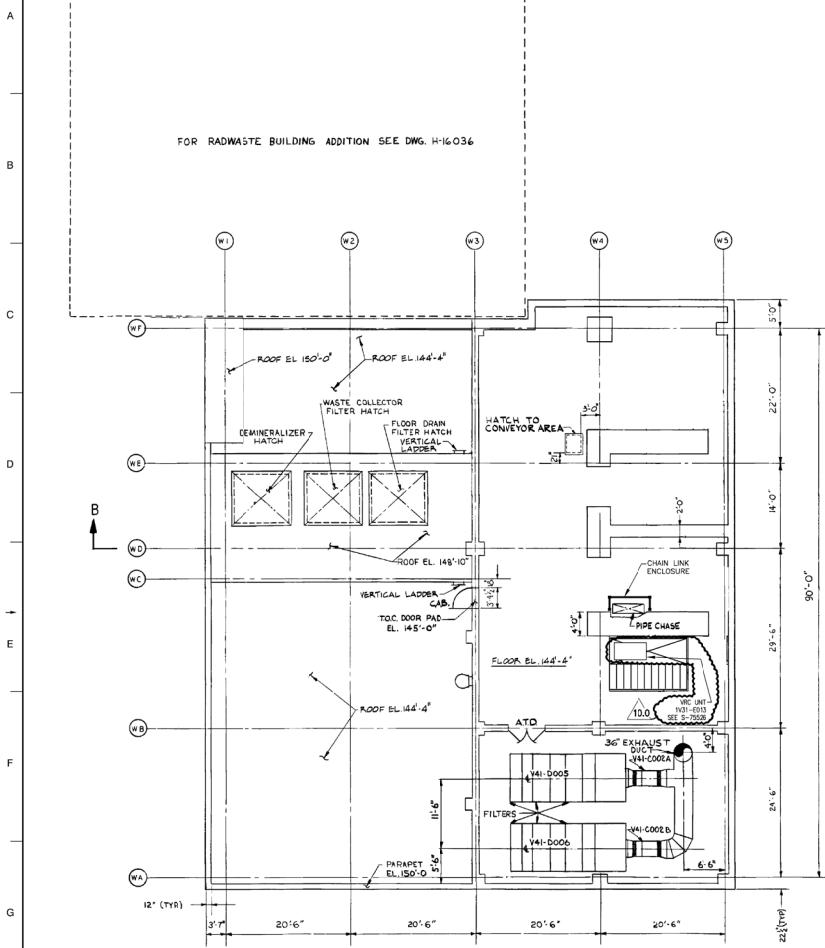 A
B
C
D
E
F
G
FOR RADWASTE BUILDING ADDITION SEE DWG. H-16036
W1
W2
W3
W4
W5
WF
WE
WD
WC
WB
WA
B
ROOF EL 150'-0"
ROOF EL. 144'-4"
WASTE COLLECTOR
FILTER HATCH
DEMINERALIZER
HATCH
FLOOR DRAIN
FILTER HATCH
VERTICAL
LADDER
HATCH TO
CONVEYOR AREA
3'-0"
2'-0"
5'-0"
22'-0"
14'-0"
29'-6"
24'-6"
90'-0"
ROOF EL. 148'-10"
VERTICAL LADDER
CAB.
T.O.C. DOOR PAD
EL. 145'-0"
CHAIN LINK
ENCLOSURE
PIPE CHASE
4'-0"
FLOOR EL. 144'-4"
VRC UNIT
1V31-E013
SEE S-75526
10.0
ROOF EL. 144'-4"
A.T.D
36" EXHAUST
DUCT
4'-0"
V41-C002A
V41-D005
FILTERS
V41-C002B
V41-D006
11'-6"
5'-6"
6'-6"
PARAPET
EL. 150'-0
12" (TYP)
3'-7"
20'-6"
20'-6"
20'-6"
20'-6"